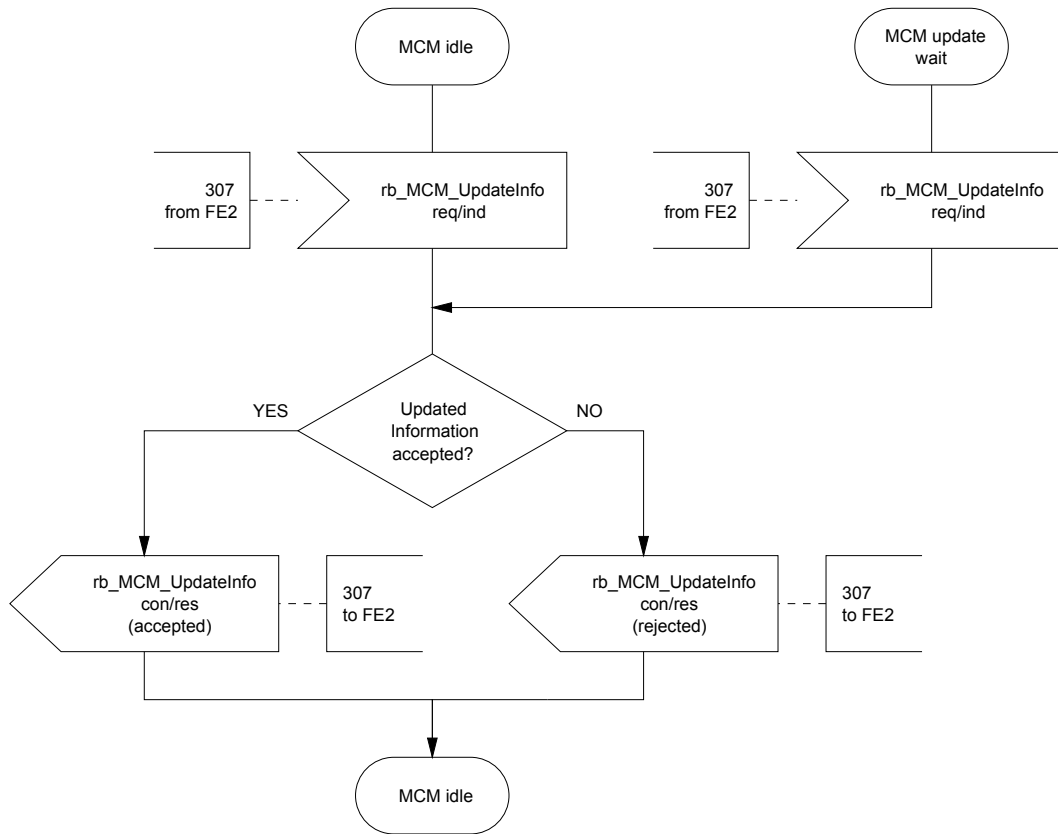 MCM idle
MCM update
wait
307
from FE2
rb_MCM_UpdateInfo
req/ind
307
from FE2
rb_MCM_UpdateInfo
req/ind
YES
Updated
Information
accepted?
NO
rb_MCM_UpdateInfo
con/res
(accepted)
307
to FE2
rb_MCM_UpdateInfo
con/res
(rejected)
307
to FE2
MCM idle